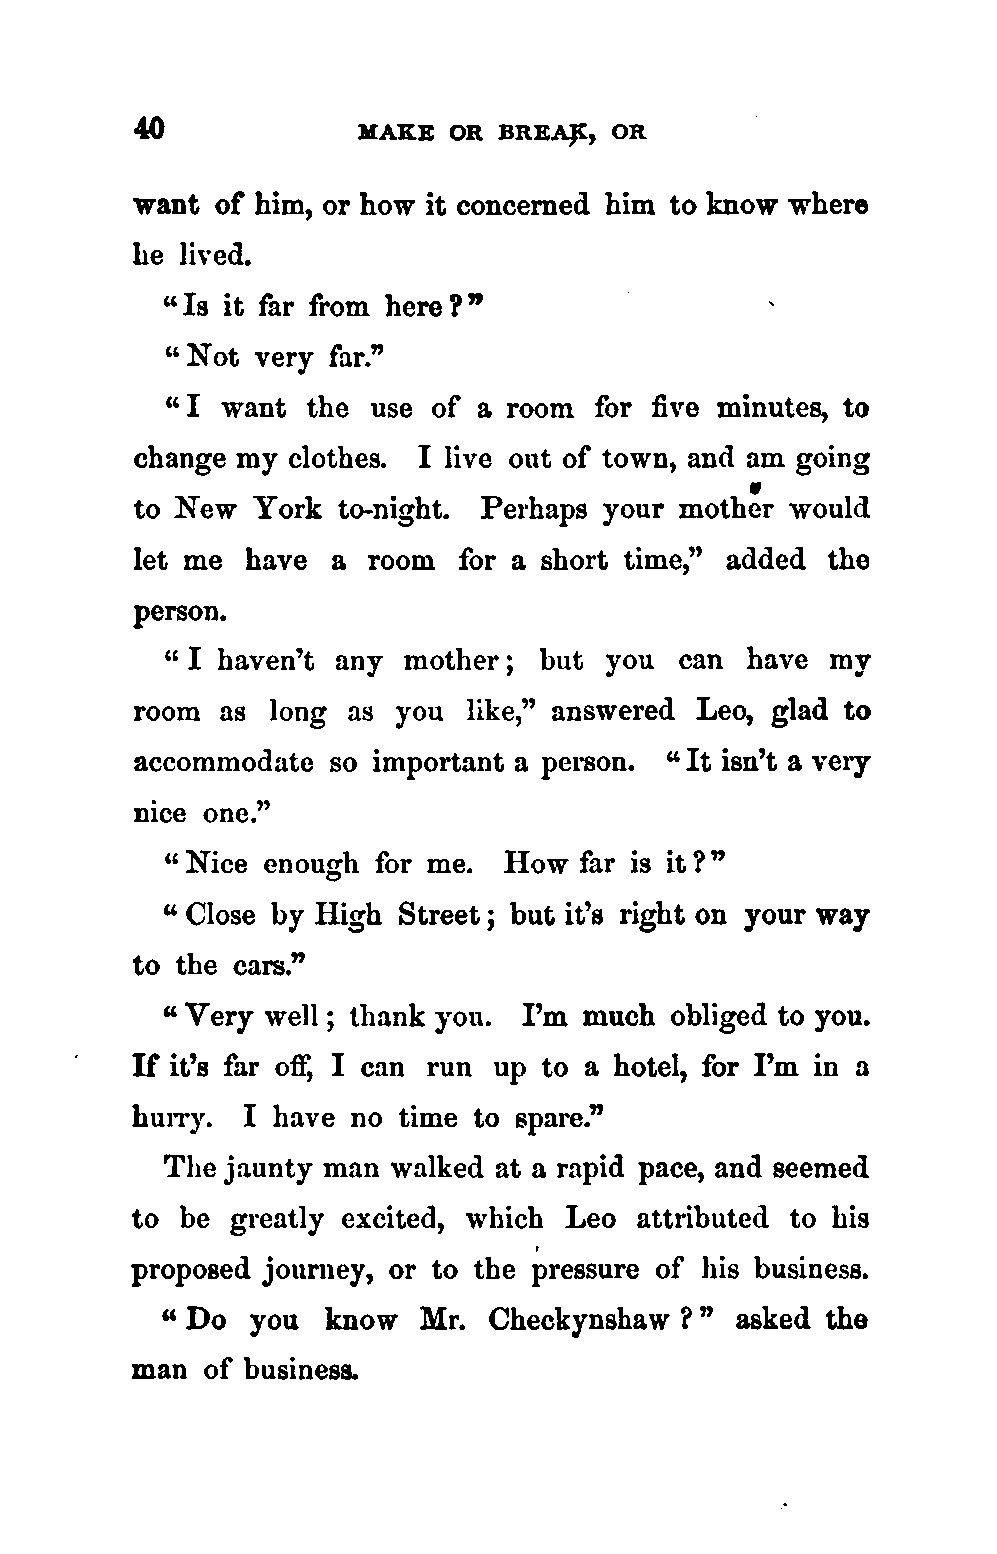 40 MAKE OR BREAK, OR
want of him, or how it concerned him to know where
he lived.
“Is it far from here?”
“Not very far.”
“I want the use of a room for five minutes, to
change my clothes. I live out of town, and am going
to New York to-night. Perhaps your mother would
let me have a room for a short time,” added the
person.
“I haven’t any mother; but you can have my
room as long as you like,” answered Leo, glad to
accommodate so important a person. “It isn’t a very
nice one.”
“Nice enough for me. How far is it?”
“Close by High Street; but it’s right on your way
to the cars.”
“Very well; thank you. I’m much obliged to you.
If it’s far off, I can run up to a hotel, for I’m in a
hurry. I have no time to spare.”
The jaunty man walked at a rapid pace, and seemed
to be greatly excited, which Leo attributed to his
proposed journey, or to the pressure of his business.
“Do you know Mr. Checkynshaw?” asked the
man of business.